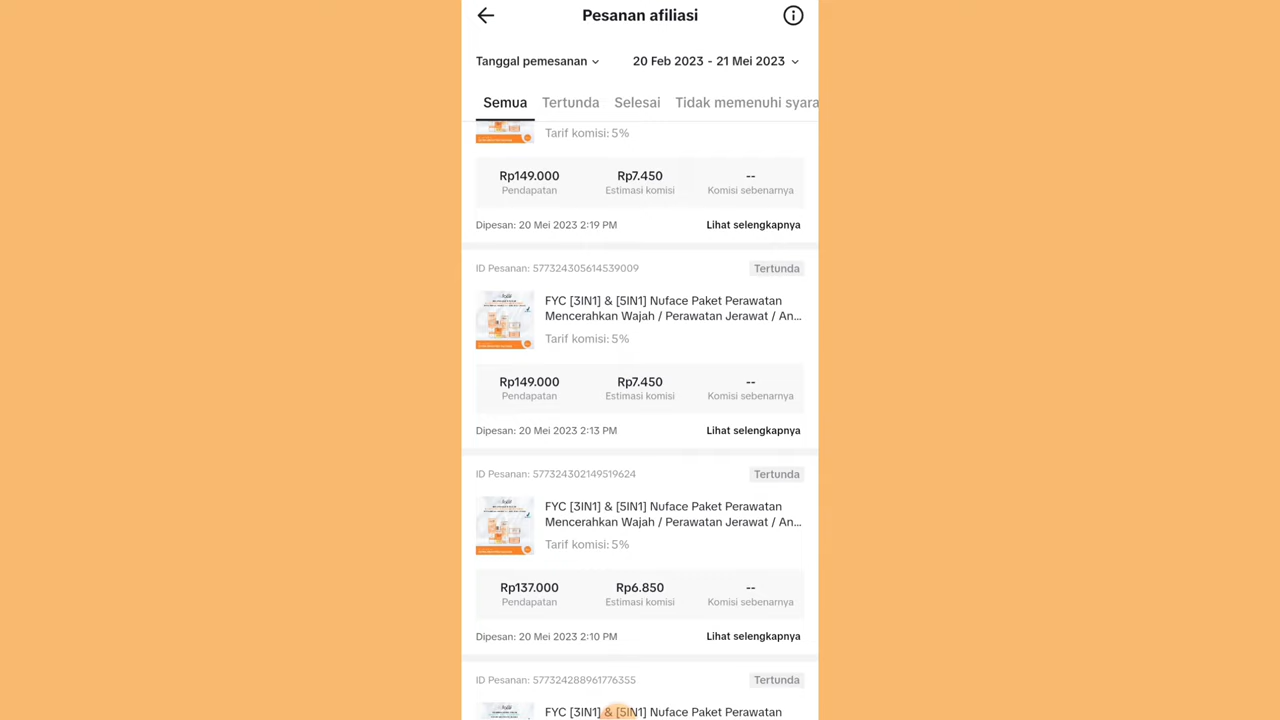 Pesanan afiliasi
Tanggal pemesanan
20 Feb 2023 - 21 Mei 2023
Semua Tertunda Selesai Tidak memenuhi syara
Tarif komisi: 5%
Rp149.000 Rp7.450 --
Pendapatan Estimasi komisi Komisi sebenarnya
Dipesan: 20 Mei 2023 2:19 PM Lihat selengkapnya
ID Pesanan: 577324305614539009 Tertunda
FYC [3IN1] & [5IN1] Nuface Paket Perawatan
Mencerahkan Wajah / Perawatan Jerawat / An...
Tarif komisi: 5%
Rp149.000 Rp7.450 --
Pendapatan Estimasi komisi Komisi sebenarnya
Dipesan: 20 Mei 2023 2:13 PM Lihat selengkapnya
ID Pesanan: 577324302149519624 Tertunda
FYC [3IN1] & [5IN1] Nuface Paket Perawatan
Mencerahkan Wajah / Perawatan Jerawat / An...
Tarif komisi: 5%
Rp137.000 Rp6.850 --
Pendapatan Estimasi komisi Komisi sebenarnya
Dipesan: 20 Mei 2023 2:10 PM Lihat selengkapnya
ID Pesanan: 577324288961776355 Tertunda
FYC [3IN1] & [5IN1] Nuface Paket Perawatan